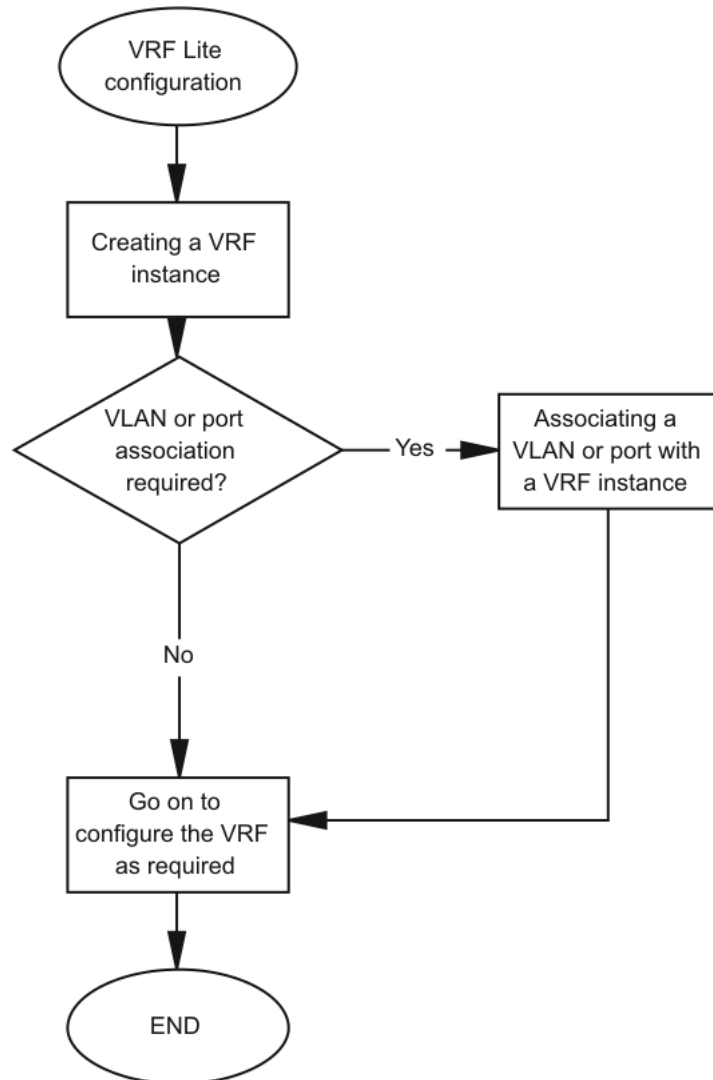 VRF Lite
configuration
Creating a VRF
instance
VLAN or port
association
required?
Yes
Associating a
VLAN or port with
a VRF instance
No
Go on to
configure the VRF
as required
END